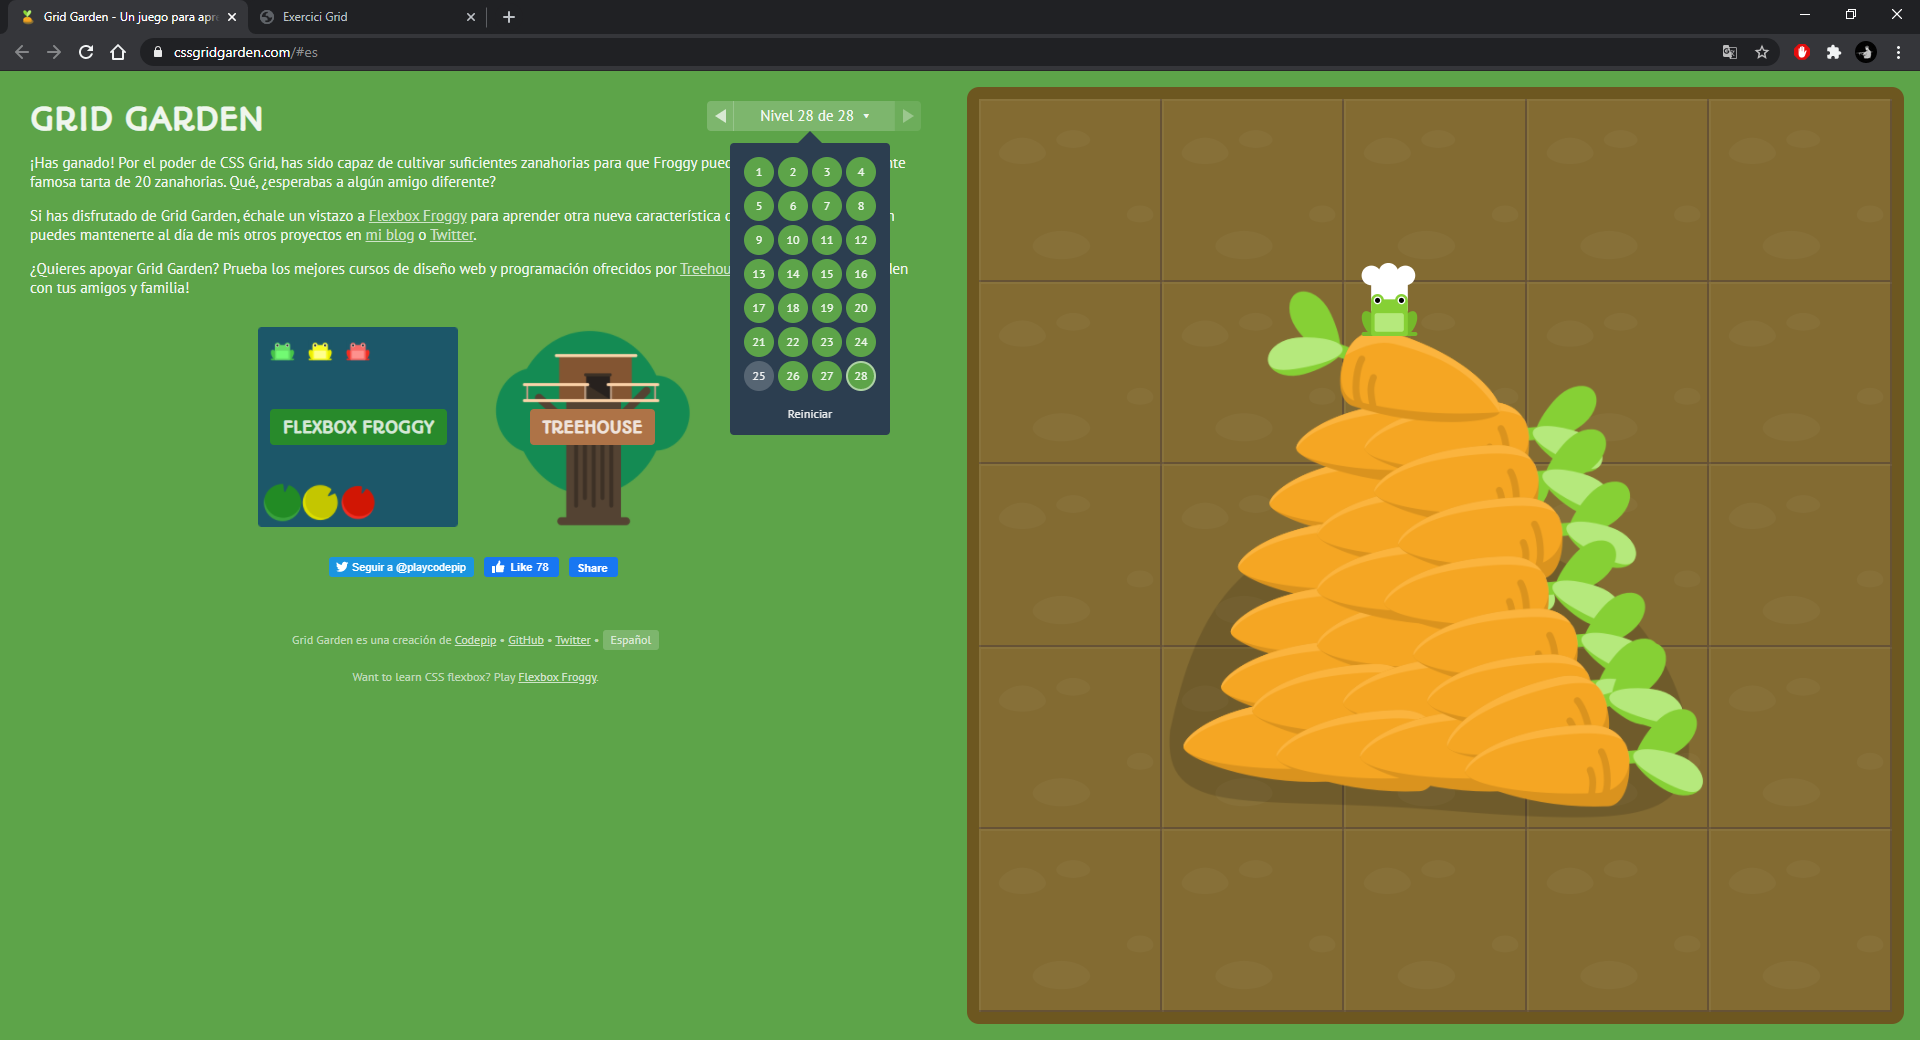 Grid Garden - Un juego para apr
Exercici Grid
cssgridgarden.com/#es
GRID GARDEN
Nivel 28 de 28
¡Has ganado! Por el poder de CSS Grid, has sido capaz de cultivar suficientes zanahorias para que Froggy pued
famosa tarta de 20 zanahorias. Qué, ¿esperabas a algún amigo diferente?
Si has disfrutado de Grid Garden, échale un vistazo a Flexbox Froggy para aprender otra nueva característica
puedes mantenerte al día de mis otros proyectos en mi blog o Twitter.
¿Quieres apoyar Grid Garden? Prueba los mejores cursos de diseño web y programación ofrecidos por Treehou
con tus amigos y familia!
1 2 3 4
5 6 7 8
9 10 11 12
13 14 15 16
17 18 19 20
21 22 23 24
25 26 27 28
Reiniciar
FLEXBOX FROGGY
TREEHOUSE
Seguir a @playcodepip
Like 78
Share
Grid Garden es una creación de Codepip • GitHub • Twitter • Español
Want to learn CSS flexbox? Play Flexbox Froggy.